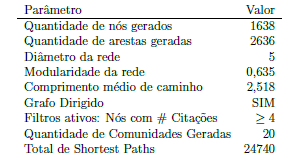 Parâmetro Valor
Quantidade de nós gerados 1638
Quantidade de arestas geradas 2636
Diâmetro da rede 5
Modularidade da rede 0,635
Comprimento médio de caminho 2,518
Grafo Dirigido SIM
Filtros ativos: Nós com # Citações ≥ 4
Quantidade de Comunidades Geradas 20
Total de Shortest Paths 24740